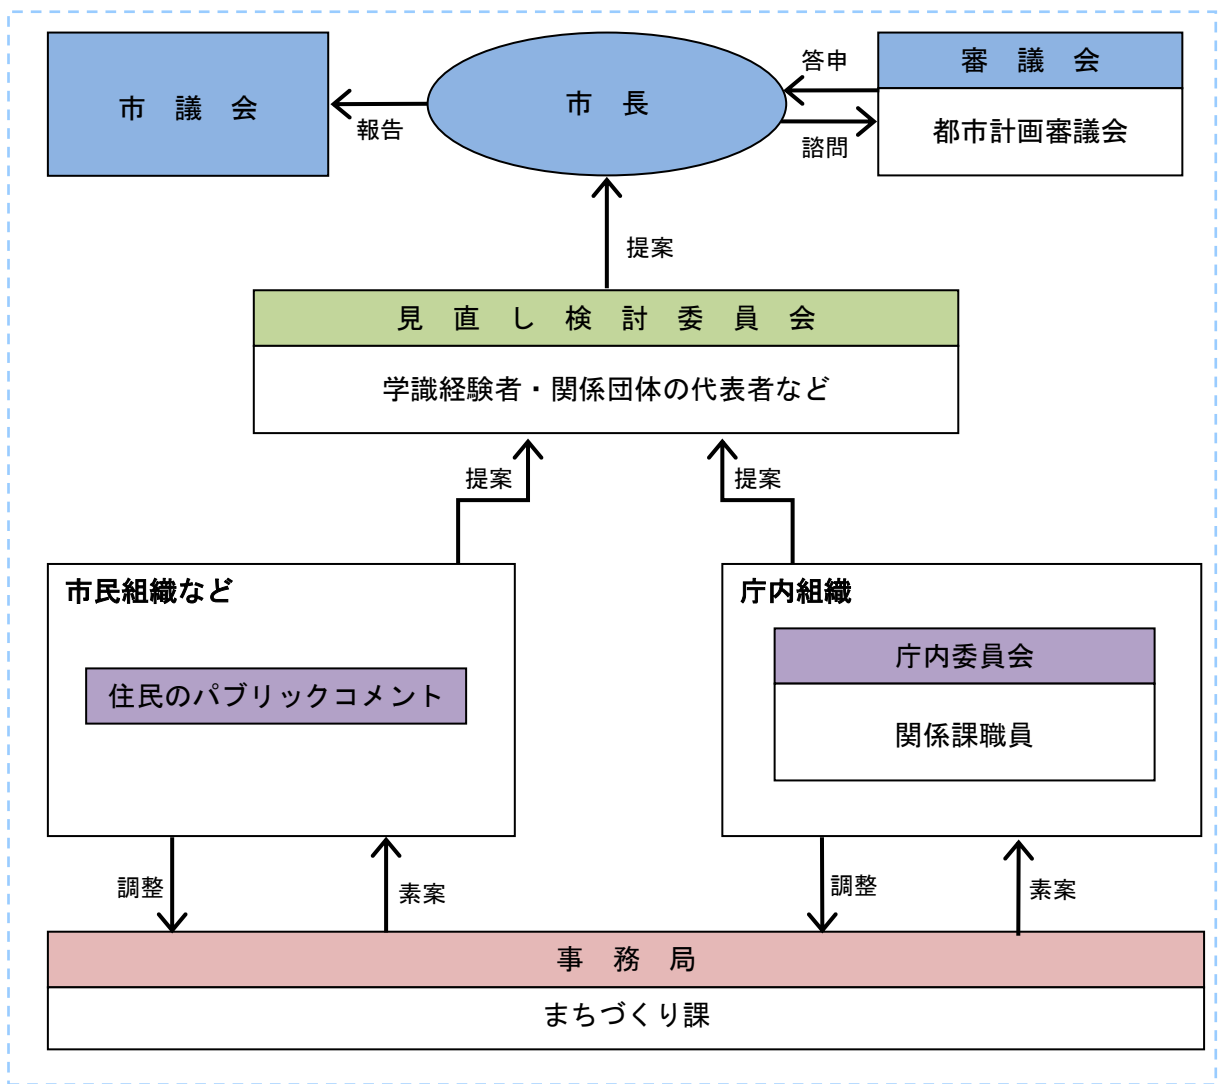 市　議　会
報告
市　長
答申
諮問
審　議　会
都市計画審議会
提案
見　直　し　検　討　委　員　会
学識経験者・関係団体の代表者など
提案
提案
市民組織など
住民のパブリックコメント
庁内組織
庁内委員会
関係課職員
調整
素案
調整
素案
事　務　局
まちづくり課